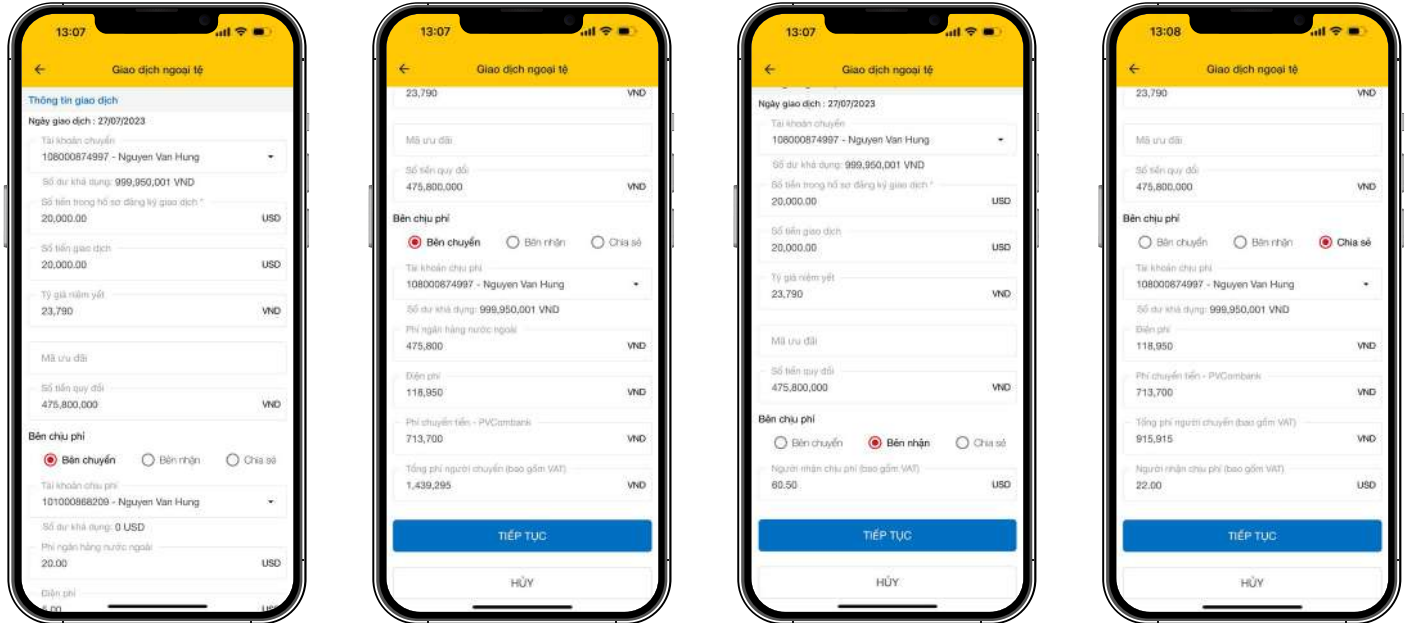 13:07
Giao dịch ngoại tệ
Thông tin giao dịch
Ngày giao dịch : 27/07/2023
Tài khoản chuyển
108000874997 - Nguyen Van Hung
Số dư khả dụng: 999,950,001 VND
Số tiền trong hồ sơ đăng ký giao dịch *
20,000.00 USD
Số tiền giao dịch
20,000.00 USD
Tỷ giá niêm yết
23,790 VND
Mã ưu đãi
Số tiền quy đổi
475,800,000 VND
Bên chịu phí
Bên chuyển Bên nhận Chia sẻ
Tài khoản chịu phí
101000868209 - Nguyen Van Hung
Số dư khả dụng: 0 USD
Phí ngân hàng nước ngoài
20.00 USD
Điện phí
5.00 USD
13:07
Giao dịch ngoại tệ
23,790 VND
Mã ưu đãi
Số tiền quy đổi
475,800,000 VND
Bên chịu phí
Bên chuyển Bên nhận Chia sẻ
Tài khoản chịu phí
108000874997 - Nguyen Van Hung
Số dư khả dụng: 999,950,001 VND
Phí ngân hàng nước ngoài
475,800 VND
Điện phí
118,950 VND
Phí chuyển tiền - PVCombank
713,700 VND
Tổng phí người chuyển (bao gồm VAT)
1,439,295 VND
TIẾP TỤC
HỦY
13:07
Giao dịch ngoại tệ
Ngày giao dịch : 27/07/2023
Tài khoản chuyển
108000874997 - Nguyen Van Hung
Số dư khả dụng: 999,950,001 VND
Số tiền trong hồ sơ đăng ký giao dịch *
20,000.00 USD
Số tiền giao dịch
20,000.00 USD
Tỷ giá niêm yết
23,790 VND
Mã ưu đãi
Số tiền quy đổi
475,800,000 VND
Bên chịu phí
Bên chuyển Bên nhận Chia sẻ
Người nhận chịu phí (bao gồm VAT)
60.50 USD
TIẾP TỤC
HỦY
13:08
Giao dịch ngoại tệ
23,790 VND
Mã ưu đãi
Số tiền quy đổi
475,800,000 VND
Bên chịu phí
Bên chuyển Bên nhận Chia sẻ
Tài khoản chịu phí
108000874997 - Nguyen Van Hung
Số dư khả dụng: 999,950,001 VND
Điện phí
118,950 VND
Phí chuyển tiền - PVCombank
713,700 VND
Tổng phí người chuyển (bao gồm VAT)
915,915 VND
Người nhận chịu phí (bao gồm VAT)
22.00 USD
TIẾP TỤC
HỦY